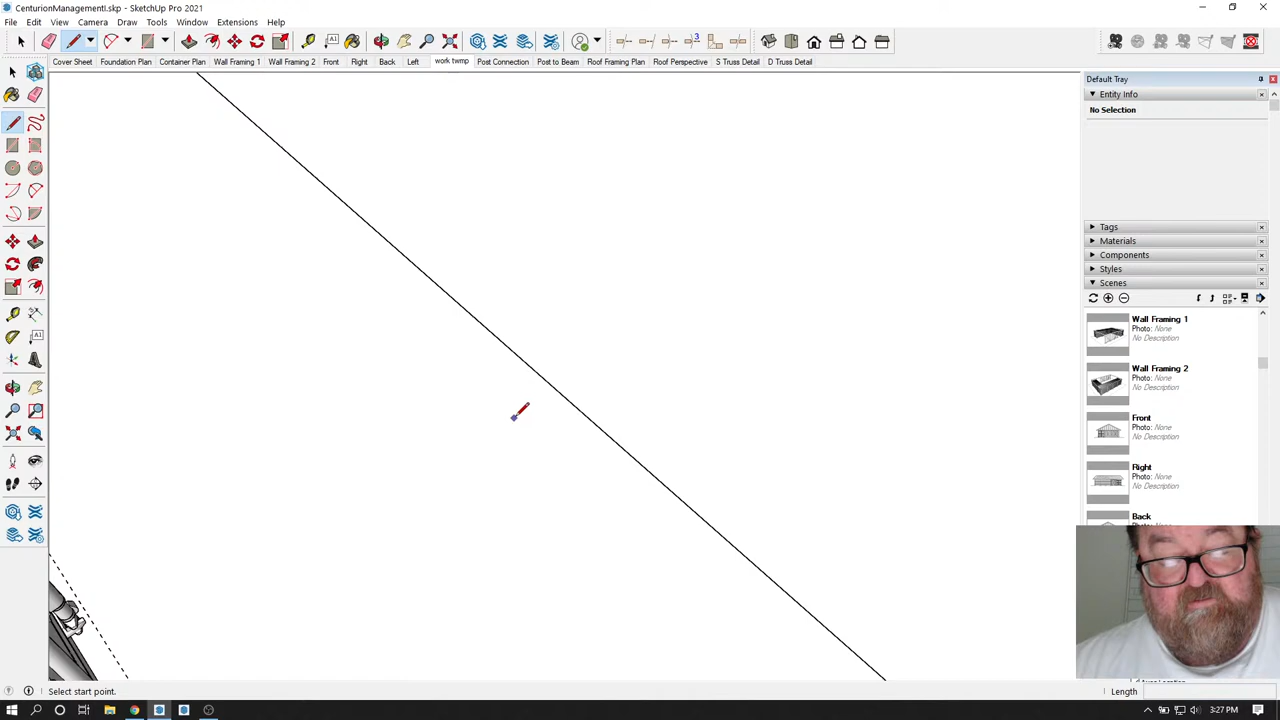 CenturionManagementI.skp - SketchUp Pro 2021
File Edit View Camera Draw Tools Window Extensions Help
Cover Sheet Foundation Plan Container Plan Wall Framing 1 Wall Framing 2 Front Right Back Left work twmp Post Connection Post to Beam Roof Framing Plan Roof Perspective S Truss Detail D Truss Detail
Default Tray
Entity Info
No Selection
Tags
Materials
Components
Styles
Scenes
Wall Framing 1
Photo: None
No Description
Wall Framing 2
Photo: None
No Description
Front
Photo: None
No Description
Right
Photo: None
No Description
Back
Select start point.
Length
3:27 PM